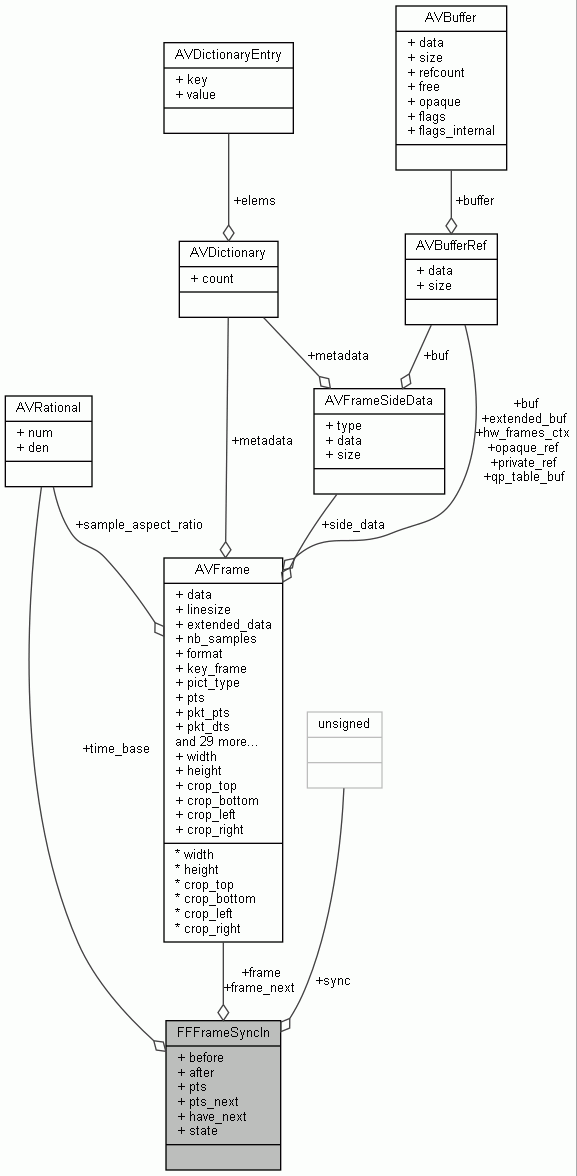 AVBuffer
+ data
+ size
+ refcount
+ free
+ opaque
+ flags
+ flags_internal
AVDictionaryEntry
+ key
+ value
+elems
+buffer
AVDictionary
+ count
AVBufferRef
+ data
+ size
+metadata
+buf
AVRational
+ num
+ den
AVFrameSideData
+ type
+ data
+ size
+buf
+extended_buf
+hw_frames_ctx
+opaque_ref
+private_ref
+qp_table_buf
+metadata
+sample_aspect_ratio
+side_data
AVFrame
+ data
+ linesize
+ extended_data
+ nb_samples
+ format
+ key_frame
+ pict_type
+ pts
+ pkt_pts
+ pkt_dts
and 29 more...
+ width
+ height
+ crop_top
+ crop_bottom
+ crop_left
+ crop_right
* width
* height
* crop_top
* crop_bottom
* crop_left
* crop_right
unsigned
+time_base
+frame
+frame_next
+sync
FFFrameSyncIn
+ before
+ after
+ pts
+ pts_next
+ have_next
+ state